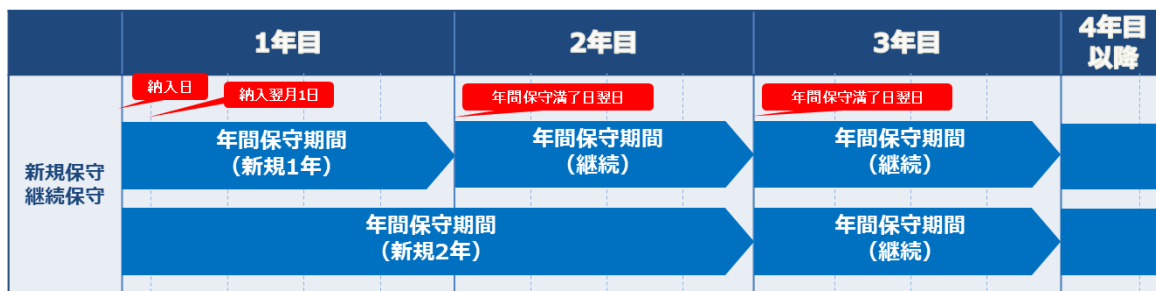 1年目
2年目
3年目
4年目
以降
納入日
納入翌月1日
年間保守満了日翌日
年間保守満了日翌日
新規保守
継続保守
年間保守期間
（新規1年）
年間保守期間
（継続）
年間保守期間
（継続）
年間保守期間
（新規2年）
年間保守期間
（継続）